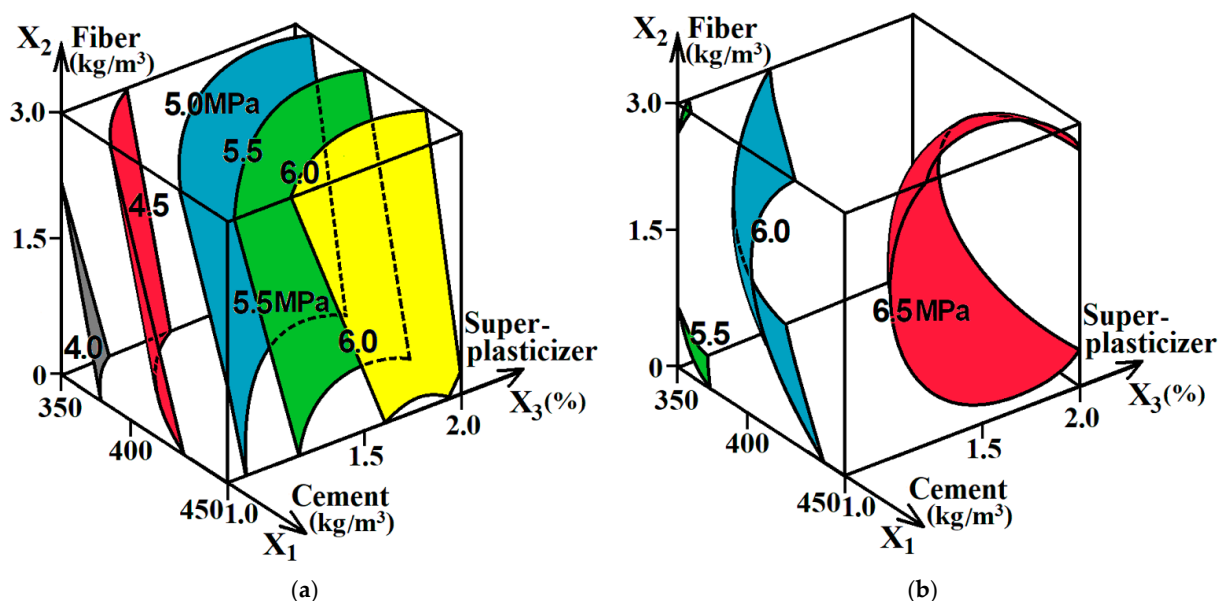 X2 Fiber
(kg/m³)
3.0
1.5
0
350
400
450
1.0
1.5
2.0
4.0
4.5
5.0MPa
5.5
6.0
5.5MPa
6.0
Super-
plasticizer
X3(%)
Cement
(kg/m³)
X1
(a)
X2 Fiber
(kg/m³)
3.0
1.5
0
350
400
450
1.0
1.5
2.0
5.5
6.0
6.5MPa
Super-
plasticizer
X3(%)
Cement
(kg/m³)
X1
(b)